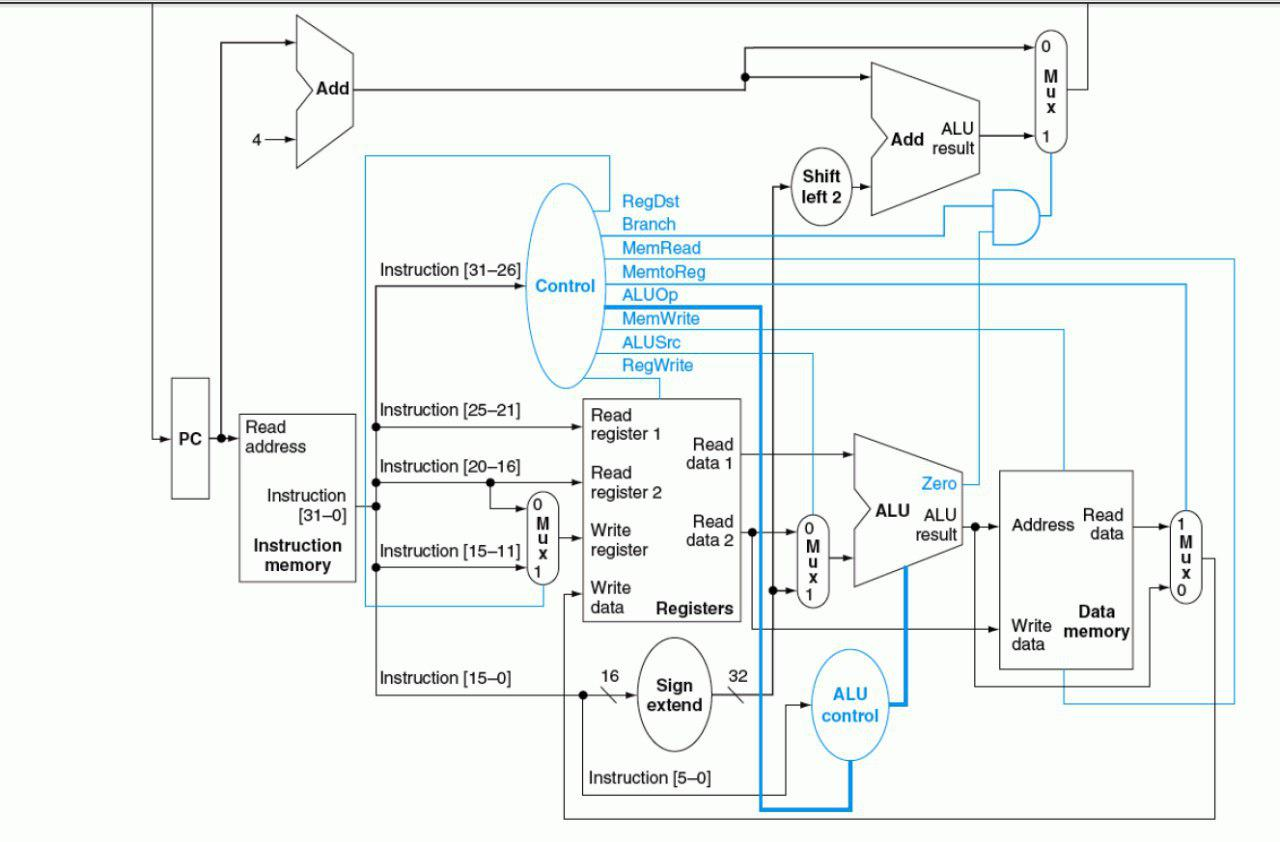 Add
4
Add
ALU
result
0
M
u
x
1
Shift
left 2
RegDst
Branch
MemRead
MemtoReg
ALUOp
MemWrite
ALUSrc
RegWrite
Control
Instruction [31–26]
Instruction [25–21]
Instruction [20–16]
Instruction [15–11]
Instruction [15–0]
Instruction [5–0]
PC
Read
address
Instruction
[31–0]
Instruction
memory
0
M
u
x
1
Read
register 1
Read
register 2
Write
register
Write
data
Read
data 1
Read
data 2
Registers
16
Sign
extend
32
0
M
u
x
1
Zero
ALU
ALU
result
ALU
control
Address
Read
data
Write
data
Data
memory
1
M
u
x
0